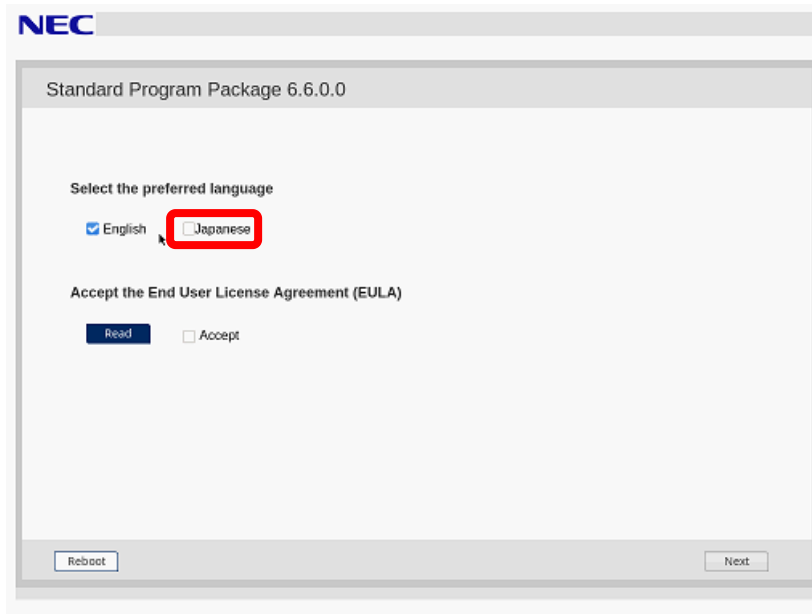 NEC
Standard Program Package 6.6.0.0
Select the preferred language
English Japanese
Accept the End User License Agreement (EULA)
Read Accept
Reboot Next